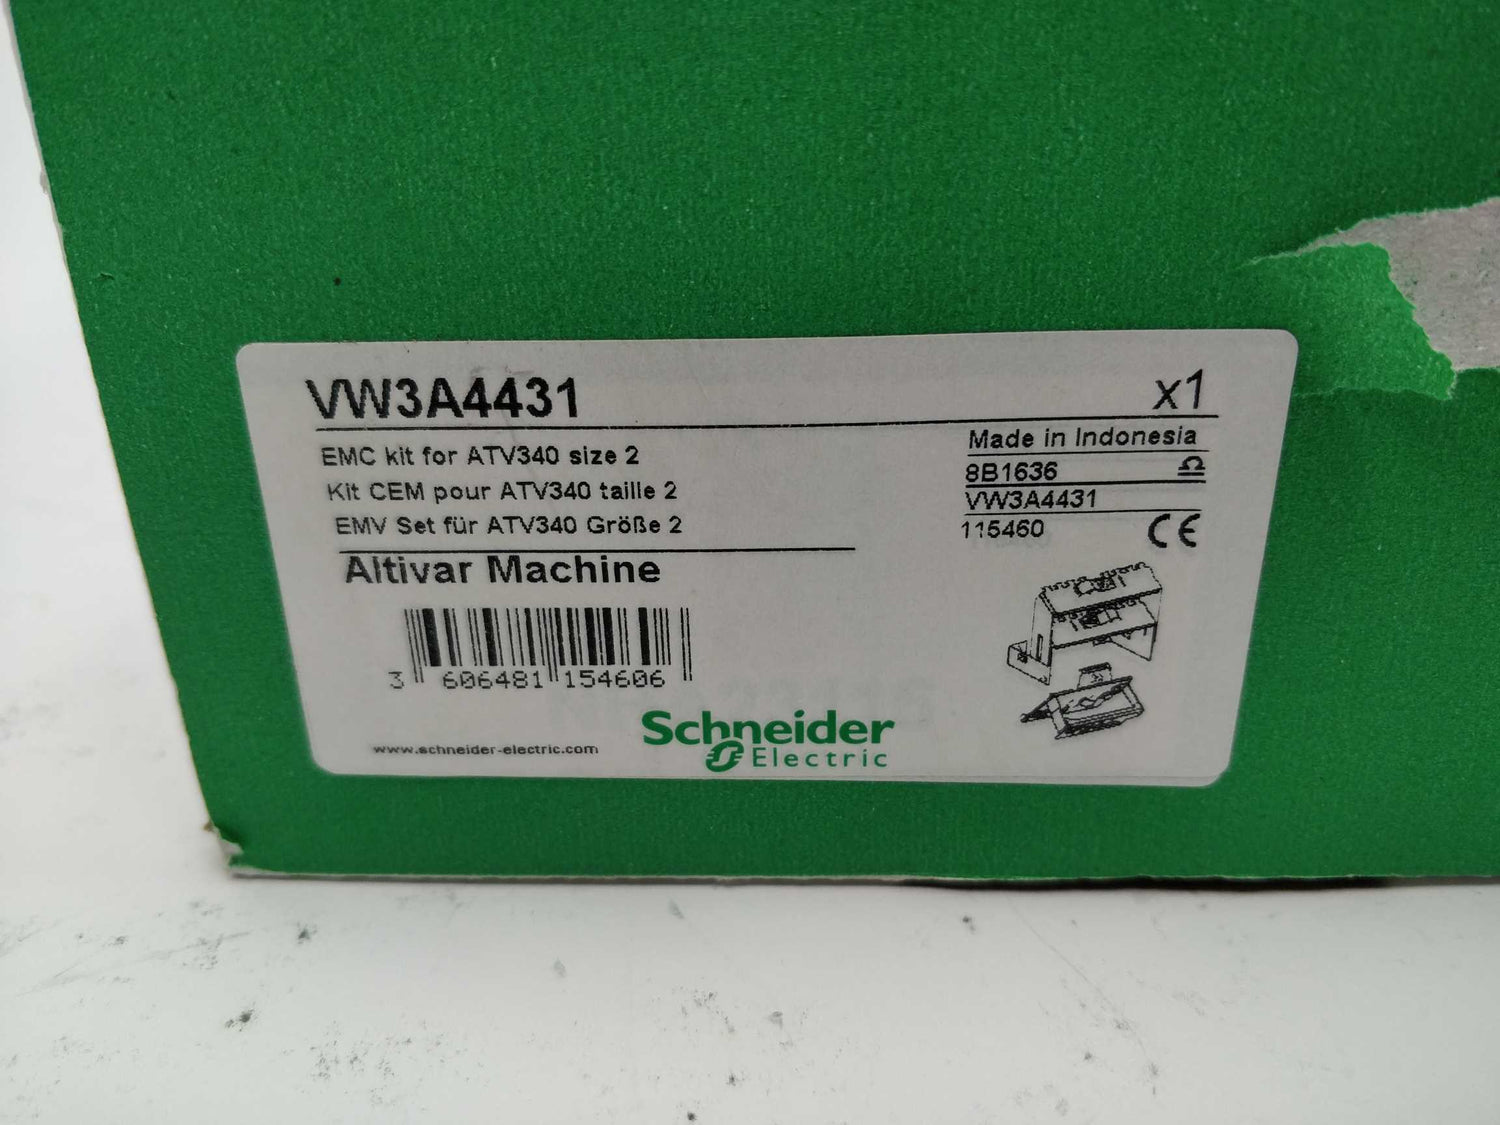 VW3A4431 x1
EMC kit for ATV340 size 2
Kit CEM pour ATV340 taille 2
EMV Set für ATV340 Größe 2
Made in Indonesia
8B1636
VW3A4431
115460 CE
Altivar Machine
3 606481 154606
www.schneider-electric.com
Schneider
Electric